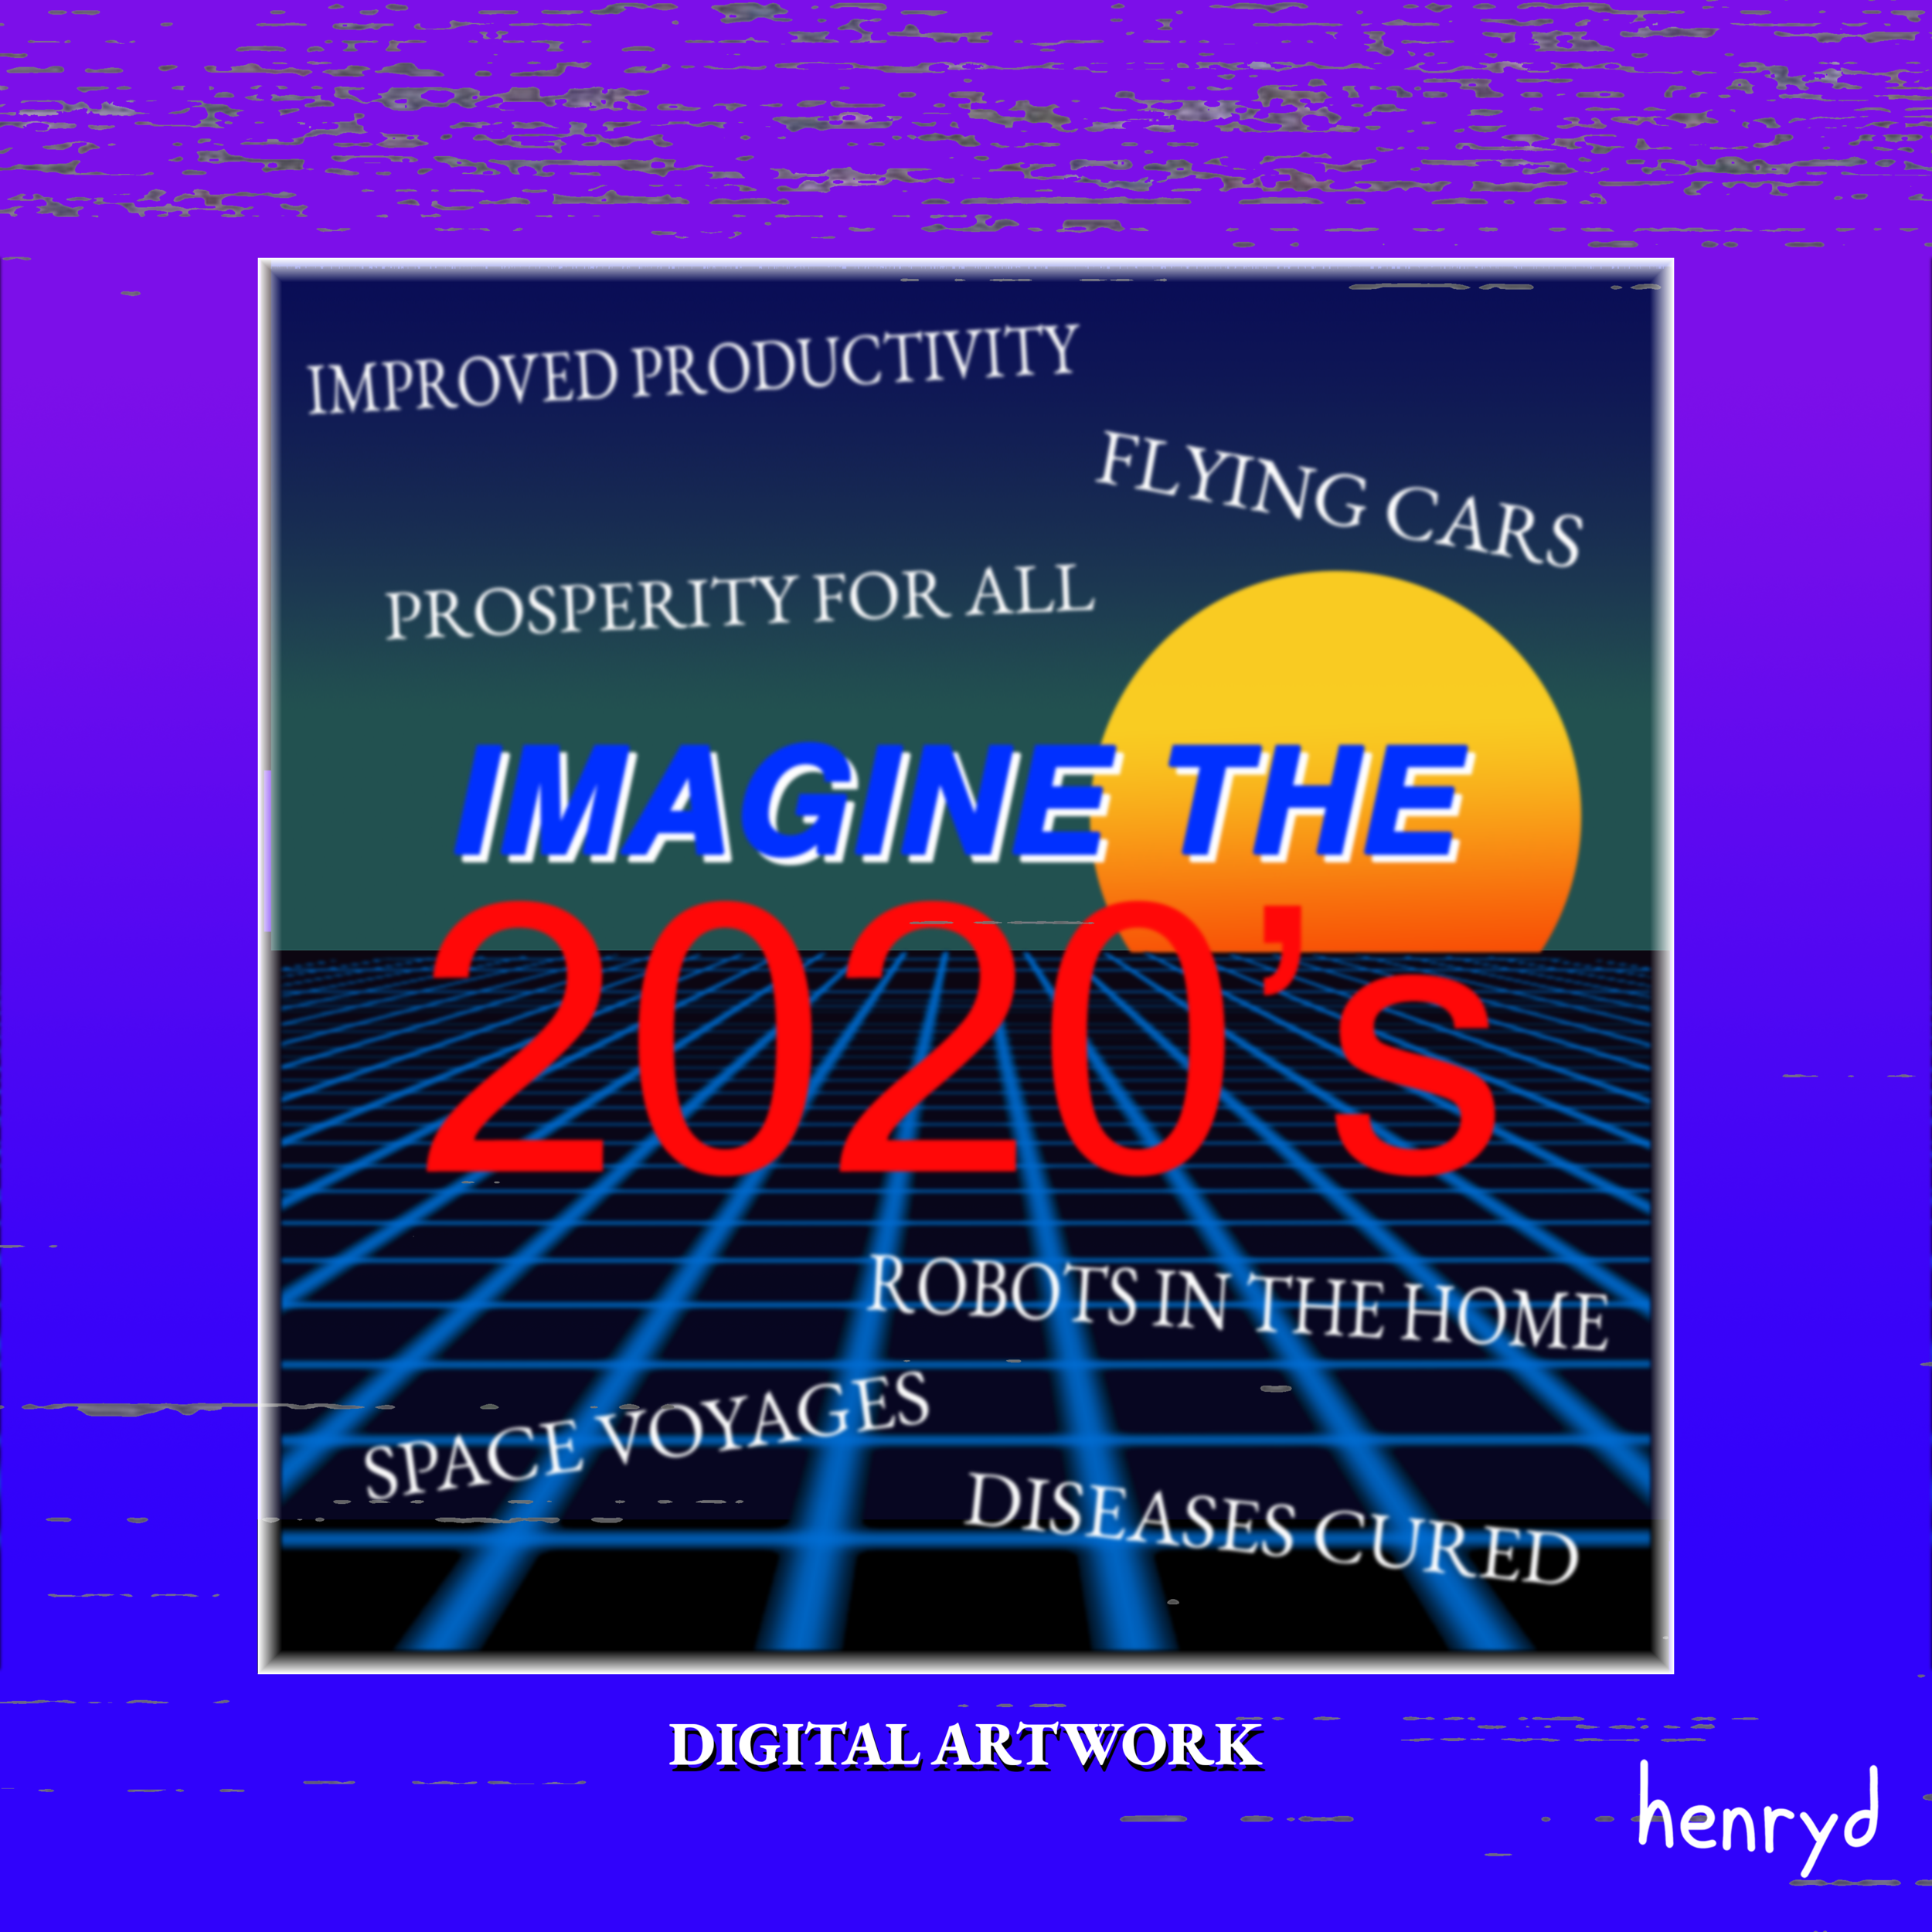 IMPROVED PRODUCTIVITY
FLYING CARS
PROSPERITY FOR ALL
IMAGINE THE
2020's
ROBOTS IN THE HOME
SPACE VOYAGES
DISEASES CURED
DIGITAL ARTWORK
henryd